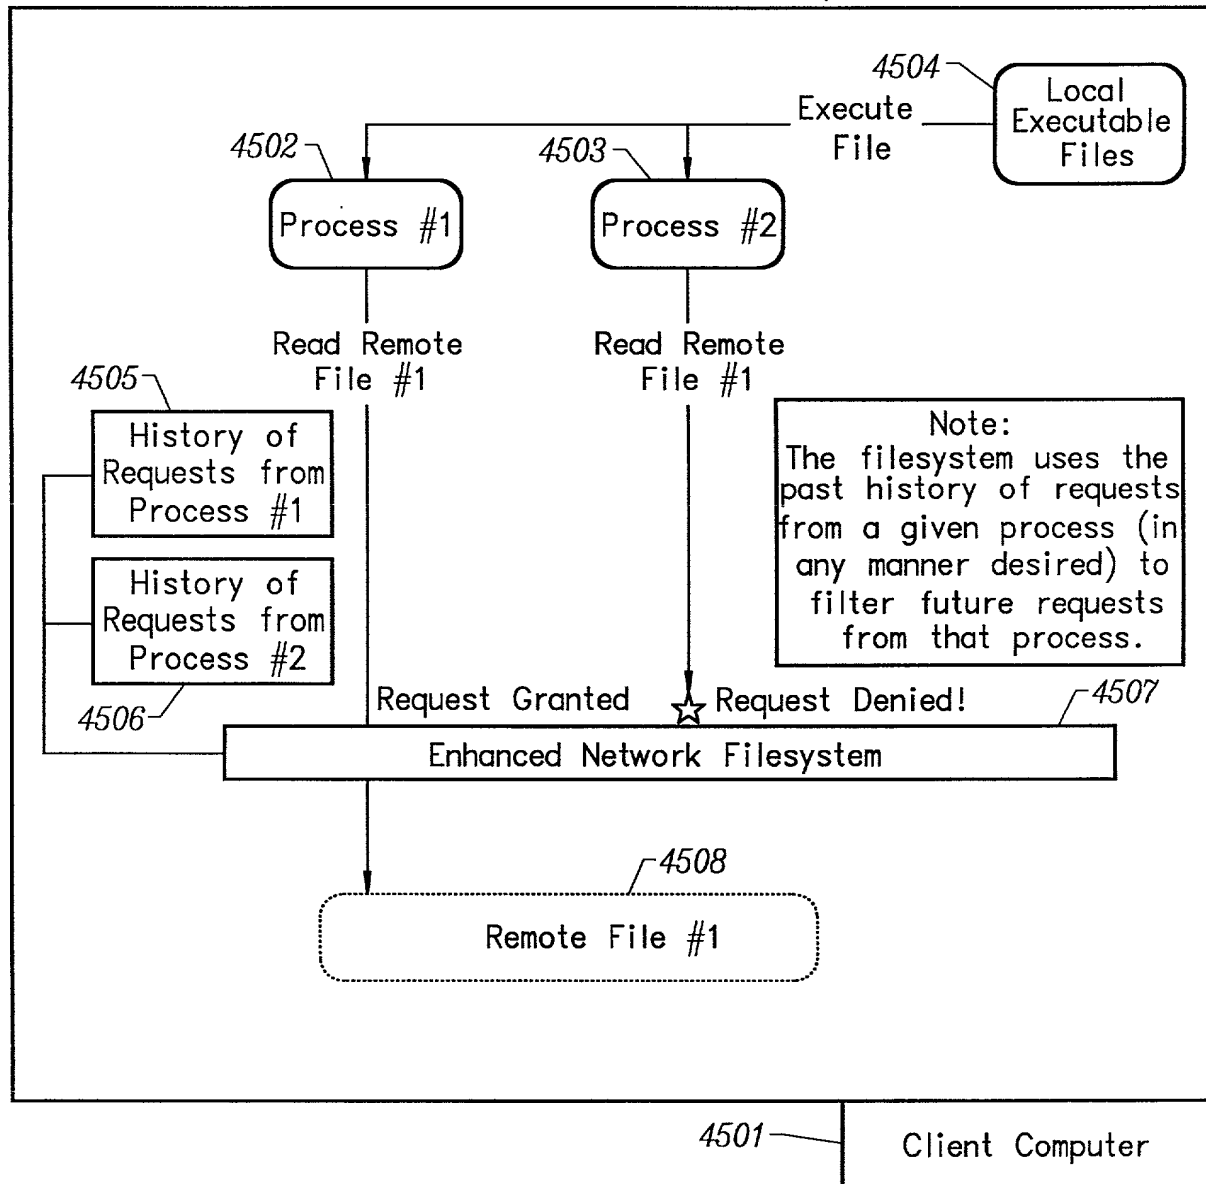 4504
Local
Executable
Files
Execute
File
4502
4503
Process #1
Process #2
Read Remote
File #1
Read Remote
File #1
4505
History of
Requests from
Process #1
History of
Requests from
Process #2
4506
Note:
The filesystem uses the
past history of requests
from a given process (in
any manner desired) to
filter future requests
from that process.
Request Granted
Request Denied!
4507
Enhanced Network Filesystem
4508
Remote File #1
4501
Client Computer